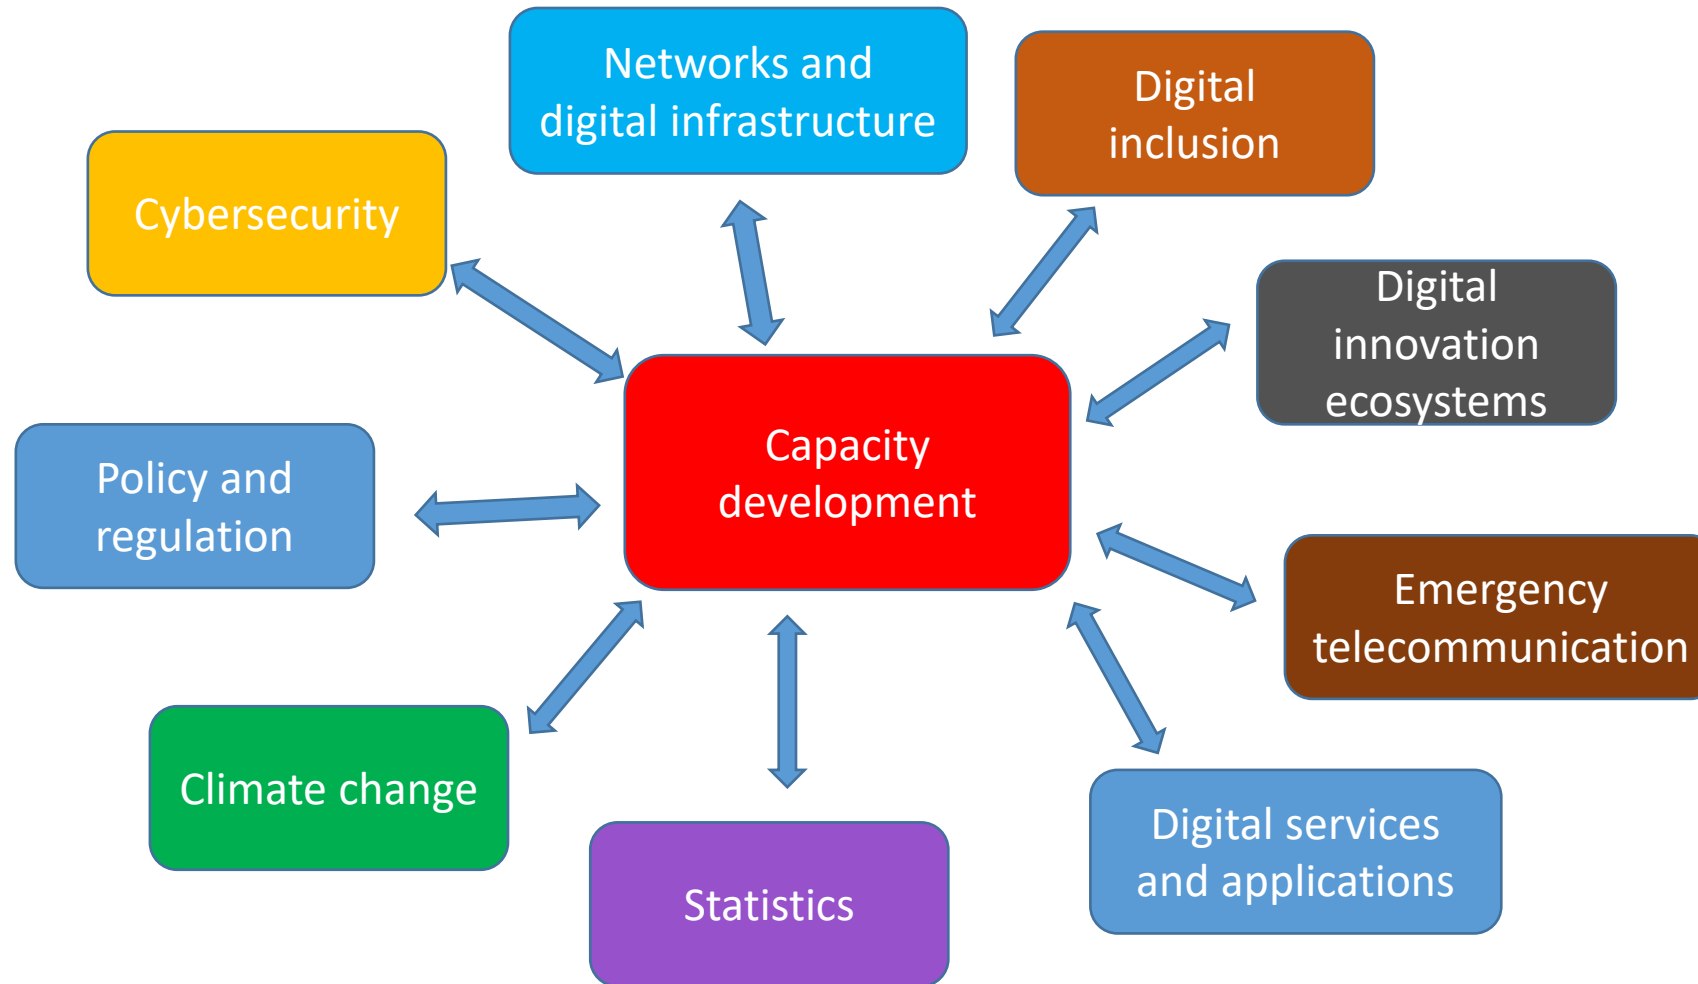 Networks and
digital infrastructure
Digital
inclusion
Cybersecurity
Digital
innovation
ecosystems
Capacity
development
Policy and
regulation
Emergency
telecommunication
Climate change
Digital services
and applications
Statistics